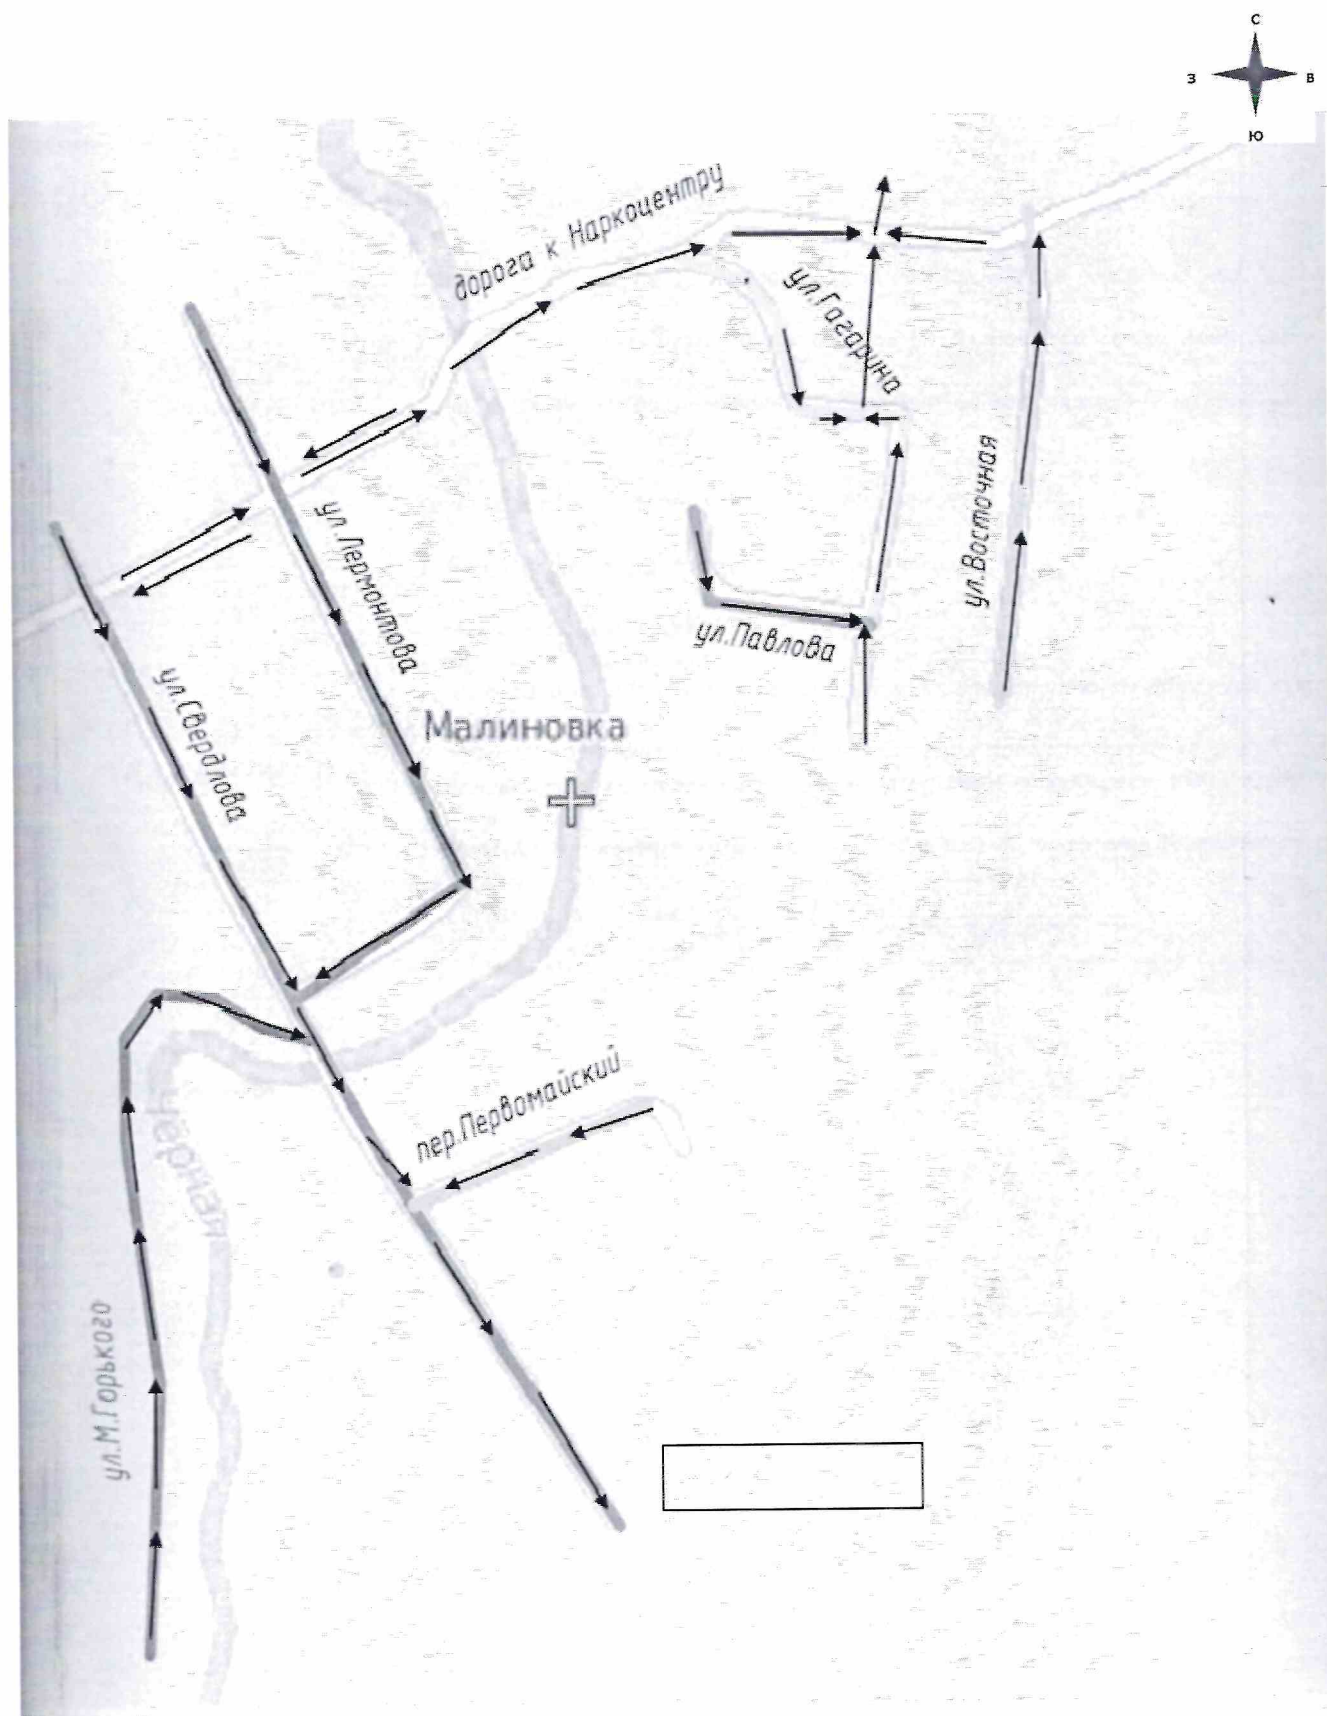 С
З
В
Ю
дорога к Наркоцентру
ул.Гагарина
ул.Лермонтова
ул.Восточная
ул.Павлова
ул.Свердлова
Малиновка
пер.Первомайский
ул.М.Горького